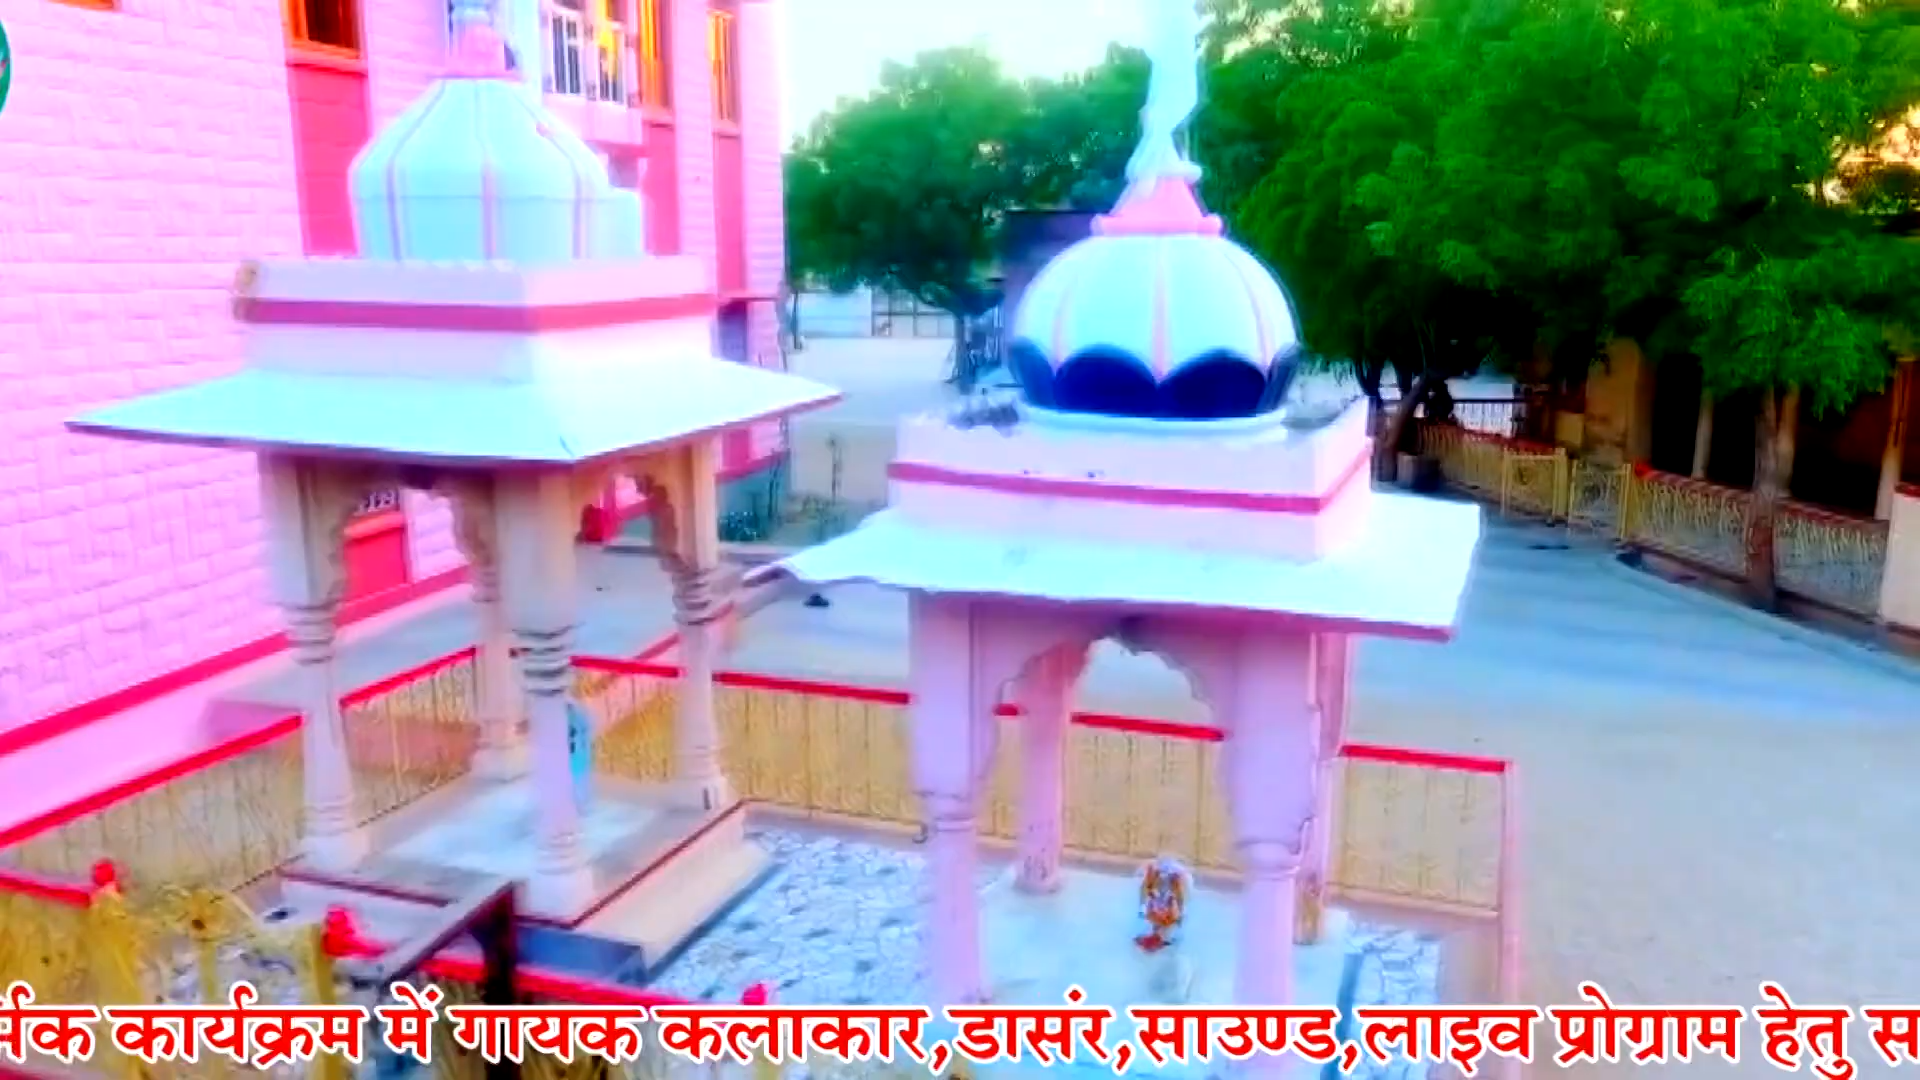 र्मिक कार्यक्रम में गायक कलाकार,डासंर,साउण्ड,लाइव प्रोग्राम हेतु स